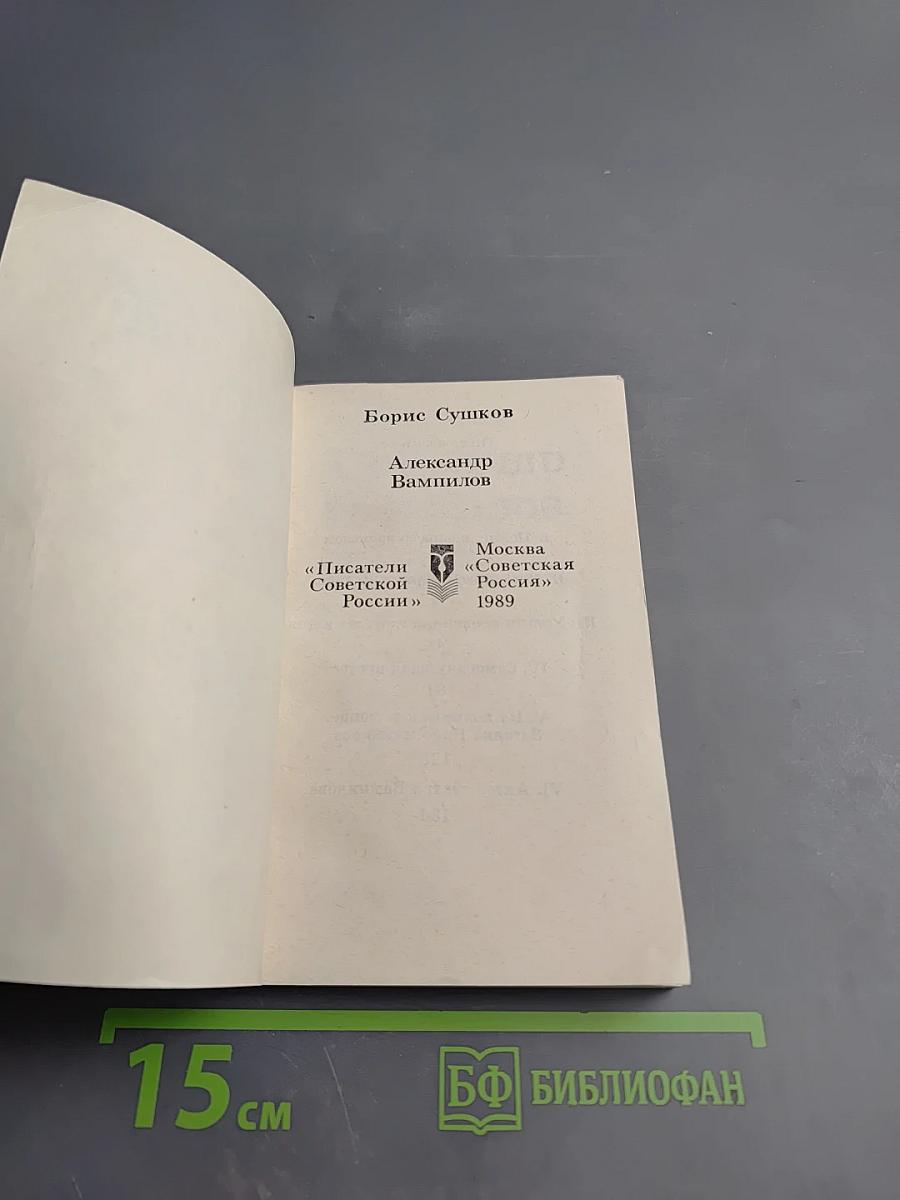 Борис Сушков
Александр
Вампилов
«Писатели
Советской
России»
Москва
«Советская
Россия»
1989
15 см
БФ БИБЛИОФАН